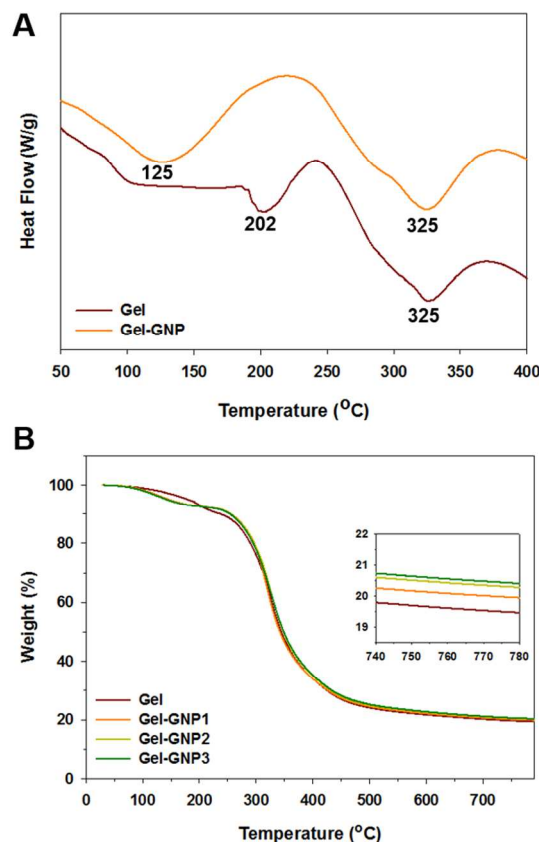 A
Heat Flow (W/g)
125
202
325
325
Gel
Gel-GNP
50 100 150 200 250 300 350 400
Temperature (°C)
B
100
80
60
40
20
0
Weight (%)
22
21
20
19
740 750 760 770 780
Gel
Gel-GNP1
Gel-GNP2
Gel-GNP3
0 100 200 300 400 500 600 700
Temperature (°C)